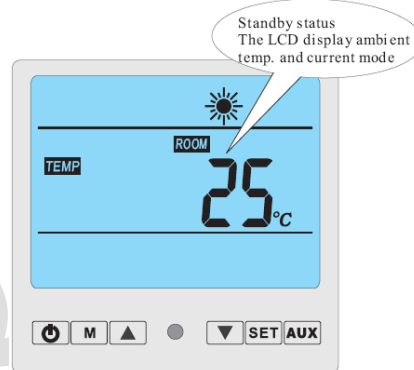 Standby status
The LCD display ambient
temp. and current mode
ROOM
TEMP
25°C
M
SET
AUX